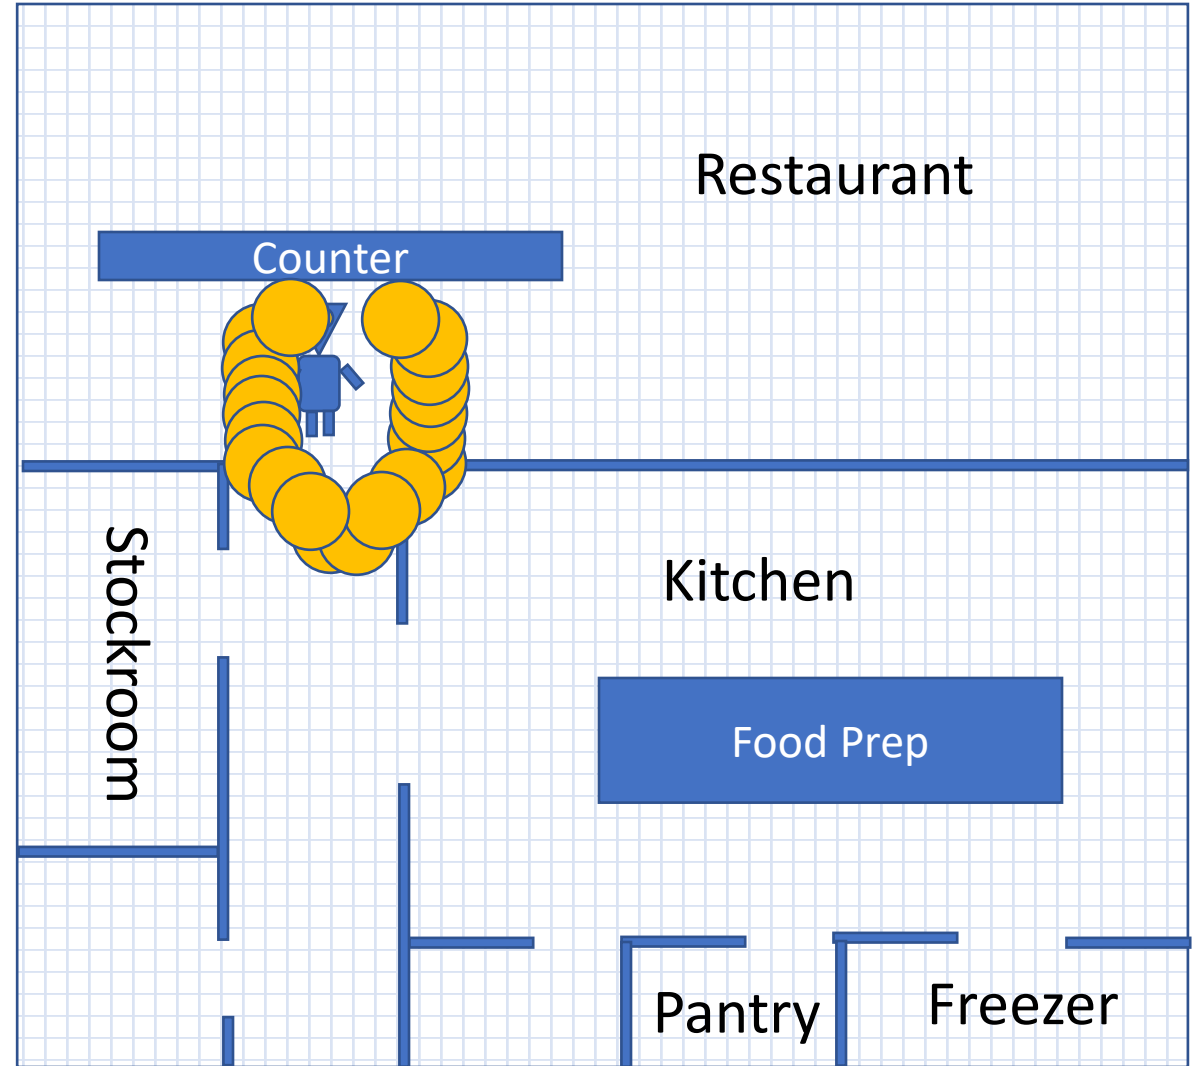 Restaurant
Counter
Stockroom
Kitchen
Food Prep
Pantry
Freezer